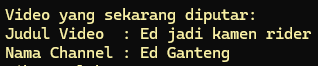 Video yang sekarang diputar:
Judul Video  : Ed jadi kamen rider
Nama Channel : Ed Ganteng